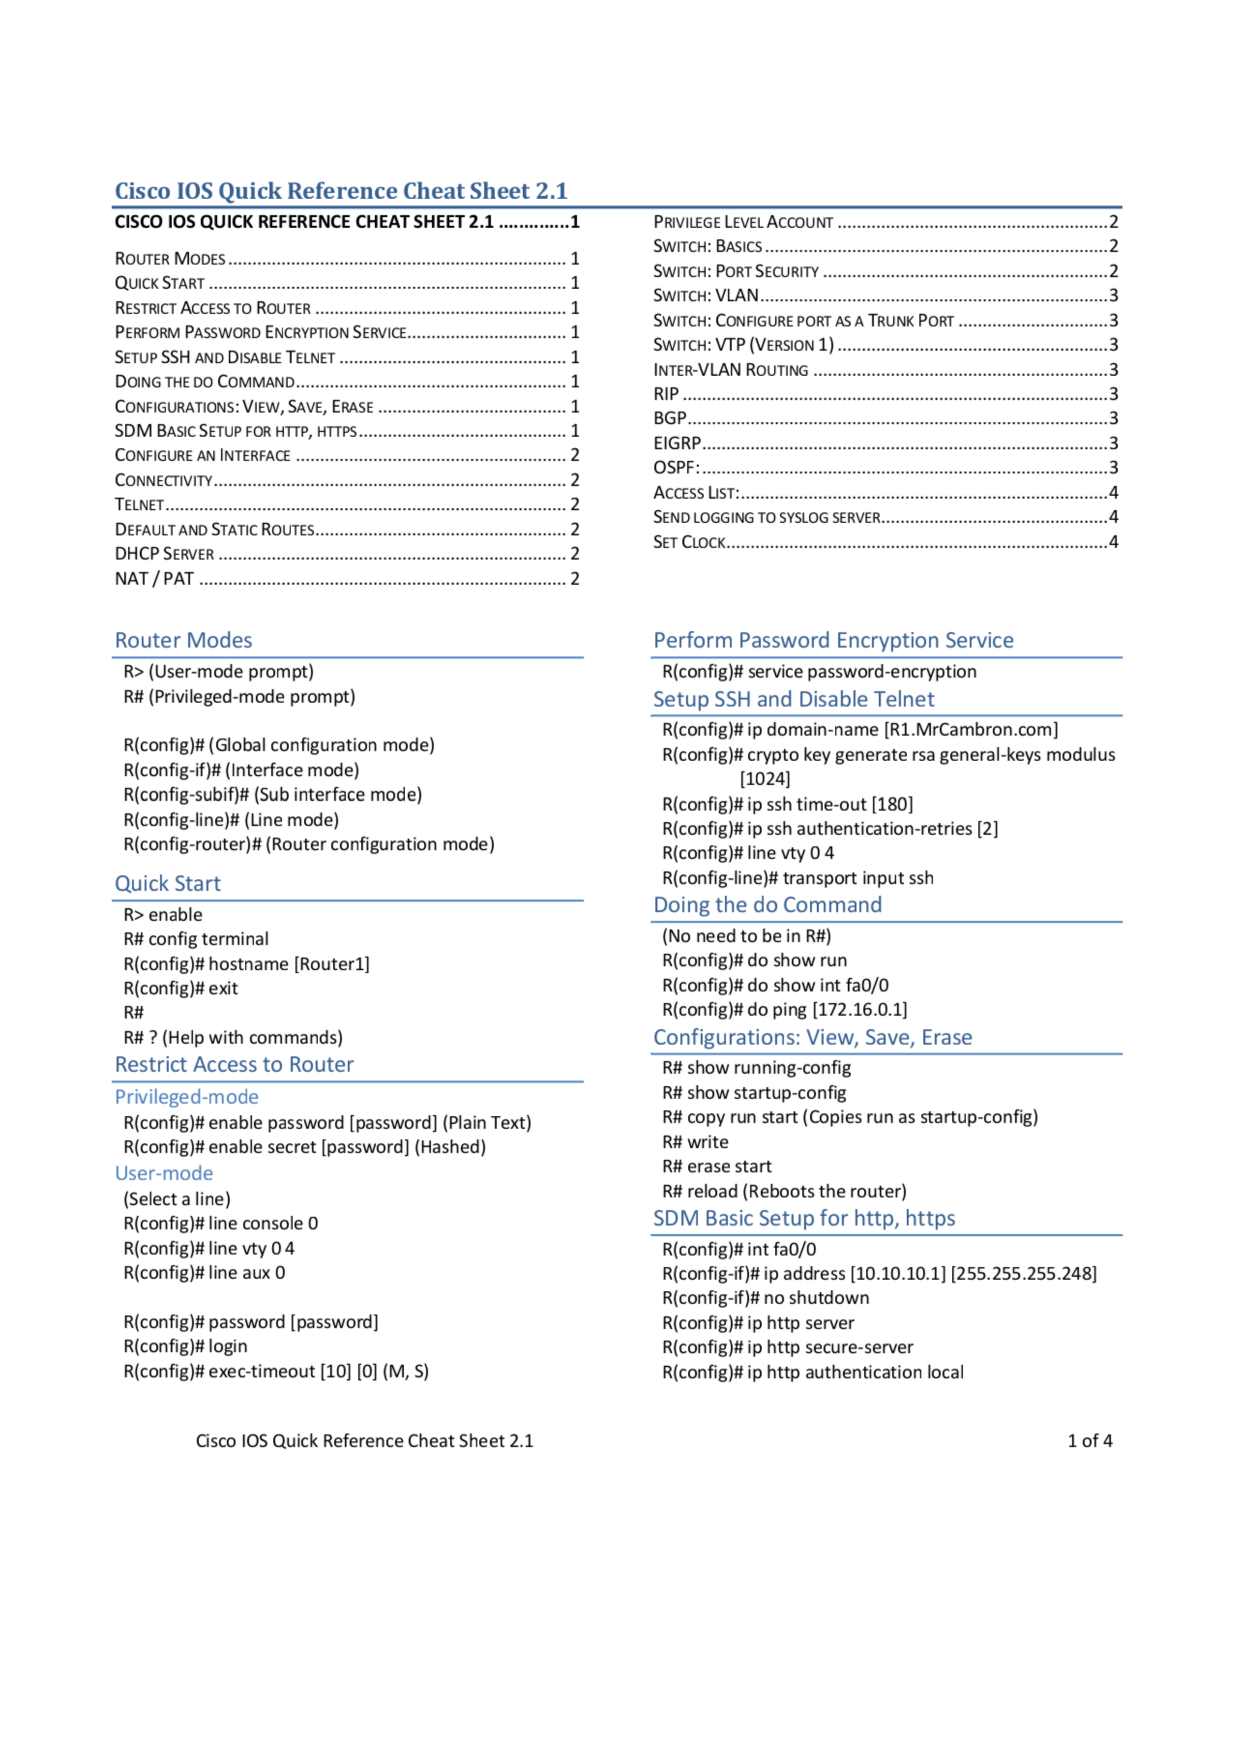 Cisco IOS Quick Reference Cheat Sheet 2.1
CISCO IOS QUICK REFERENCE CHEAT SHEET 2.1 .............1
ROUTER MODES ...................................................................... 1
QUICK START .......................................................................... 1
RESTRICT ACCESS TO ROUTER .................................................... 1
PERFORM PASSWORD ENCRYPTION SERVICE................................. 1
SETUP SSH AND DISABLE TELNET ............................................... 1
DOING THE DO COMMAND........................................................ 1
CONFIGURATIONS: VIEW, SAVE, ERASE ....................................... 1
SDM BASIC SETUP FOR HTTP, HTTPS........................................... 1
CONFIGURE AN INTERFACE ........................................................ 2
CONNECTIVITY......................................................................... 2
TELNET................................................................................... 2
DEFAULT AND STATIC ROUTES.................................................... 2
DHCP SERVER ........................................................................ 2
NAT / PAT ............................................................................ 2
PRIVILEGE LEVEL ACCOUNT ........................................................2
SWITCH: BASICS.......................................................................2
SWITCH: PORT SECURITY ...........................................................2
SWITCH: VLAN........................................................................3
SWITCH: CONFIGURE PORT AS A TRUNK PORT ...............................3
SWITCH: VTP (VERSION 1) ........................................................3
INTER-VLAN ROUTING .............................................................3
RIP ........................................................................................3
BGP.......................................................................................3
EIGRP....................................................................................3
OSPF:....................................................................................3
ACCESS LIST:............................................................................4
SEND LOGGING TO SYSLOG SERVER...............................................4
SET CLOCK...............................................................................4
Router Modes
R> (User-mode prompt)
R# (Privileged-mode prompt)
R(config)# (Global configuration mode)
R(config-if)# (Interface mode)
R(config-subif)# (Sub interface mode)
R(config-line)# (Line mode)
R(config-router)# (Router configuration mode)
Quick Start
R> enable
R# config terminal
R(config)# hostname [Router1]
R(config)# exit
R#
R# ? (Help with commands)
Restrict Access to Router
Privileged-mode
R(config)# enable password [password] (Plain Text)
R(config)# enable secret [password] (Hashed)
User-mode
(Select a line)
R(config)# line console 0
R(config)# line vty 0 4
R(config)# line aux 0
R(config)# password [password]
R(config)# login
R(config)# exec-timeout [10] [0] (M, S)
Perform Password Encryption Service
R(config)# service password-encryption
Setup SSH and Disable Telnet
R(config)# ip domain-name [R1.MrCambron.com]
R(config)# crypto key generate rsa general-keys modulus
[1024]
R(config)# ip ssh time-out [180]
R(config)# ip ssh authentication-retries [2]
R(config)# line vty 0 4
R(config-line)# transport input ssh
Doing the do Command
(No need to be in R#)
R(config)# do show run
R(config)# do show int fa0/0
R(config)# do ping [172.16.0.1]
Configurations: View, Save, Erase
R# show running-config
R# show startup-config
R# copy run start (Copies run as startup-config)
R# write
R# erase start
R# reload (Reboots the router)
SDM Basic Setup for http, https
R(config)# int fa0/0
R(config-if)# ip address [10.10.10.1] [255.255.255.248]
R(config-if)# no shutdown
R(config)# ip http server
R(config)# ip http secure-server
R(config)# ip http authentication local
Cisco IOS Quick Reference Cheat Sheet 2.1
1 of 4